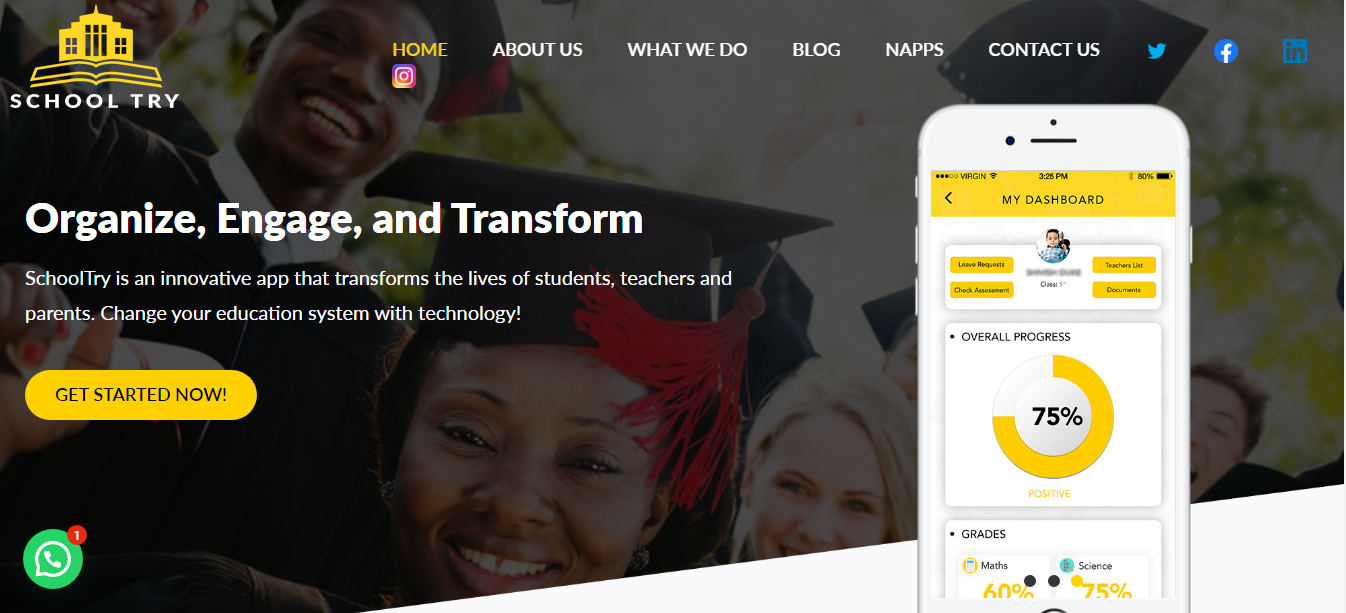 HOME ABOUT US WHAT WE DO BLOG NAPPS CONTACT US
SCHOOL TRY
Organize, Engage, and Transform
SchoolTry is an innovative app that transforms the lives of students, teachers and
parents. Change your education system with technology!
GET STARTED NOW!
1
VIRGIN 3:25 PM 80%
MY DASHBOARD
Leave Requests Teachers List
Class: 5th
Check Assessment Documents
• OVERALL PROGRESS
75%
POSITIVE
• GRADES
Maths Science
60% 75%